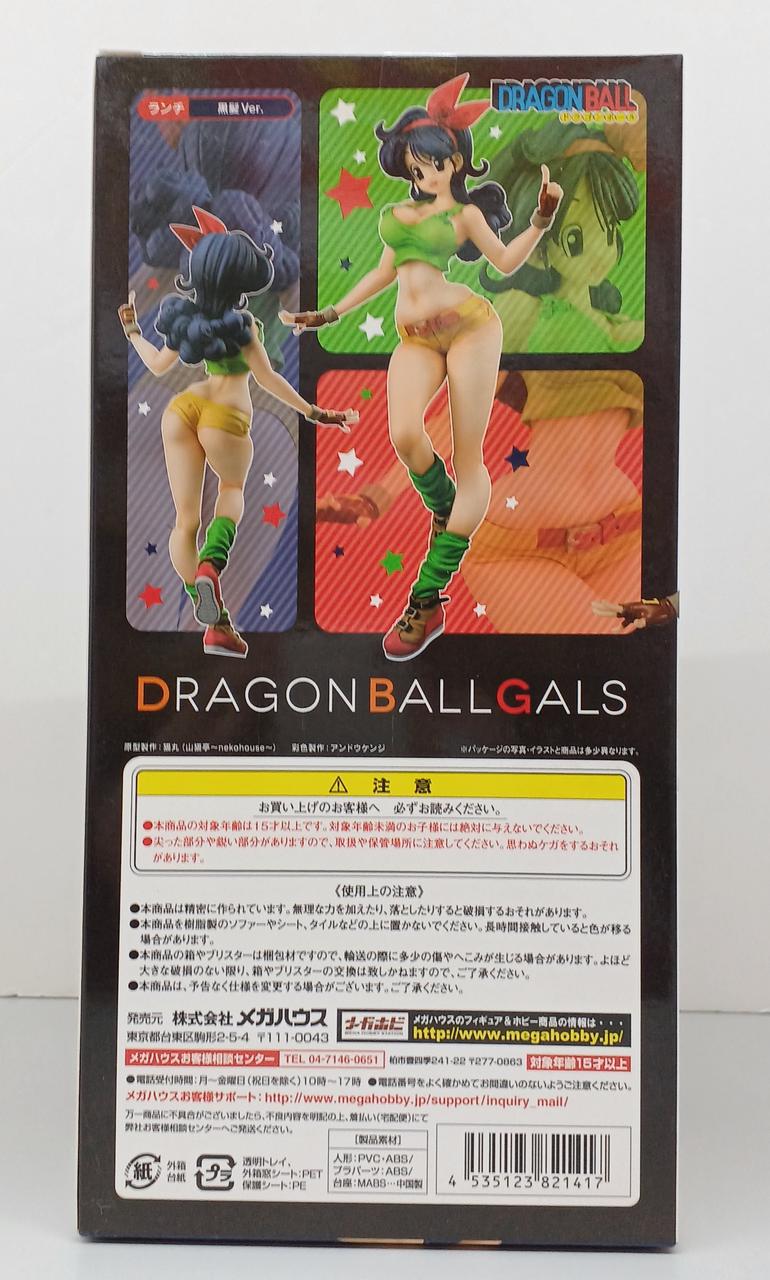 ランチ 黒髪Ver.
DRAGON BALL
ドラゴンボール
DRAGON BALL GALS
原型製作：猫丸（山猫亭～nekohouse～） 彩色製作：アンドウケンジ ※パッケージの写真・イラストと商品は多少異なります。
⚠ 注 意
お買い上げのお客様へ 必ずお読みください。
●本商品の対象年齢は15才以上です。対象年齢未満のお子様には絶対に与えないでください。
●尖った部分や鋭い部分がありますので、取扱や保管場所に注意してください。思わぬケガをするおそれ
があります。
《使用上の注意》
●本商品は精密に作られています。無理な力を加えたり、落としたりすると破損するおそれがあります。
●本商品を樹脂製のソファーやシート、タイルなどの上に置かないでください。長時間接触していると色が移る
場合があります。
●本商品の箱やブリスターは梱包材ですので、輸送の際に多少の傷やへこみが生じる場合があります。よほど
大きな破損のない限り、箱やブリスターの交換は致しかねますので、ご了承ください。
●本商品は、予告なく仕様を変更する場合がございます。ご了承ください。
発売元 株式会社 メガハウス
東京都台東区駒形2-5-4 〒111-0043
メガホビ
MEGA HOBBY STATION
メガハウスのフィギュア＆ホビー商品の情報は・・・
http://www.megahobby.jp/
メガハウスお客様相談センター TEL 04-7146-0651 柏市豊四季241-22 〒277-0863 対象年齢15才以上
●電話受付時間：月～金曜日(祝日を除く)10時～17時 ●電話番号をよく確かめてお間違いのないようご注意ください。
メガハウスお客様サポート：http://www.megahobby.jp/support/inquiry_mail/
万一商品に不具合がございましたら、不良内容を明記の上、着払い(宅配便)にて
弊社お客様相談センターへご送付ください。
紙 外箱
台紙
プラ 透明トレイ、
外箱窓シート：PET
保護シート：PE
［製品素材］
人形：PVC・ABS/
プラパーツ：ABS/
台座：MABS…中国製
4 535123 821417